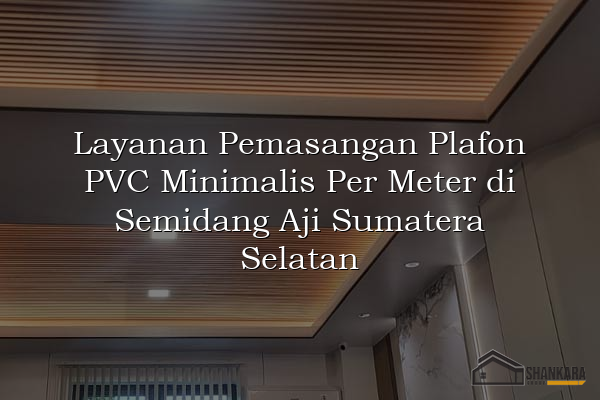 Layanan Pemasangan Plafon
PVC Minimalis Per Meter di
Semidang Aji Sumatera
Selatan
SHANKARA